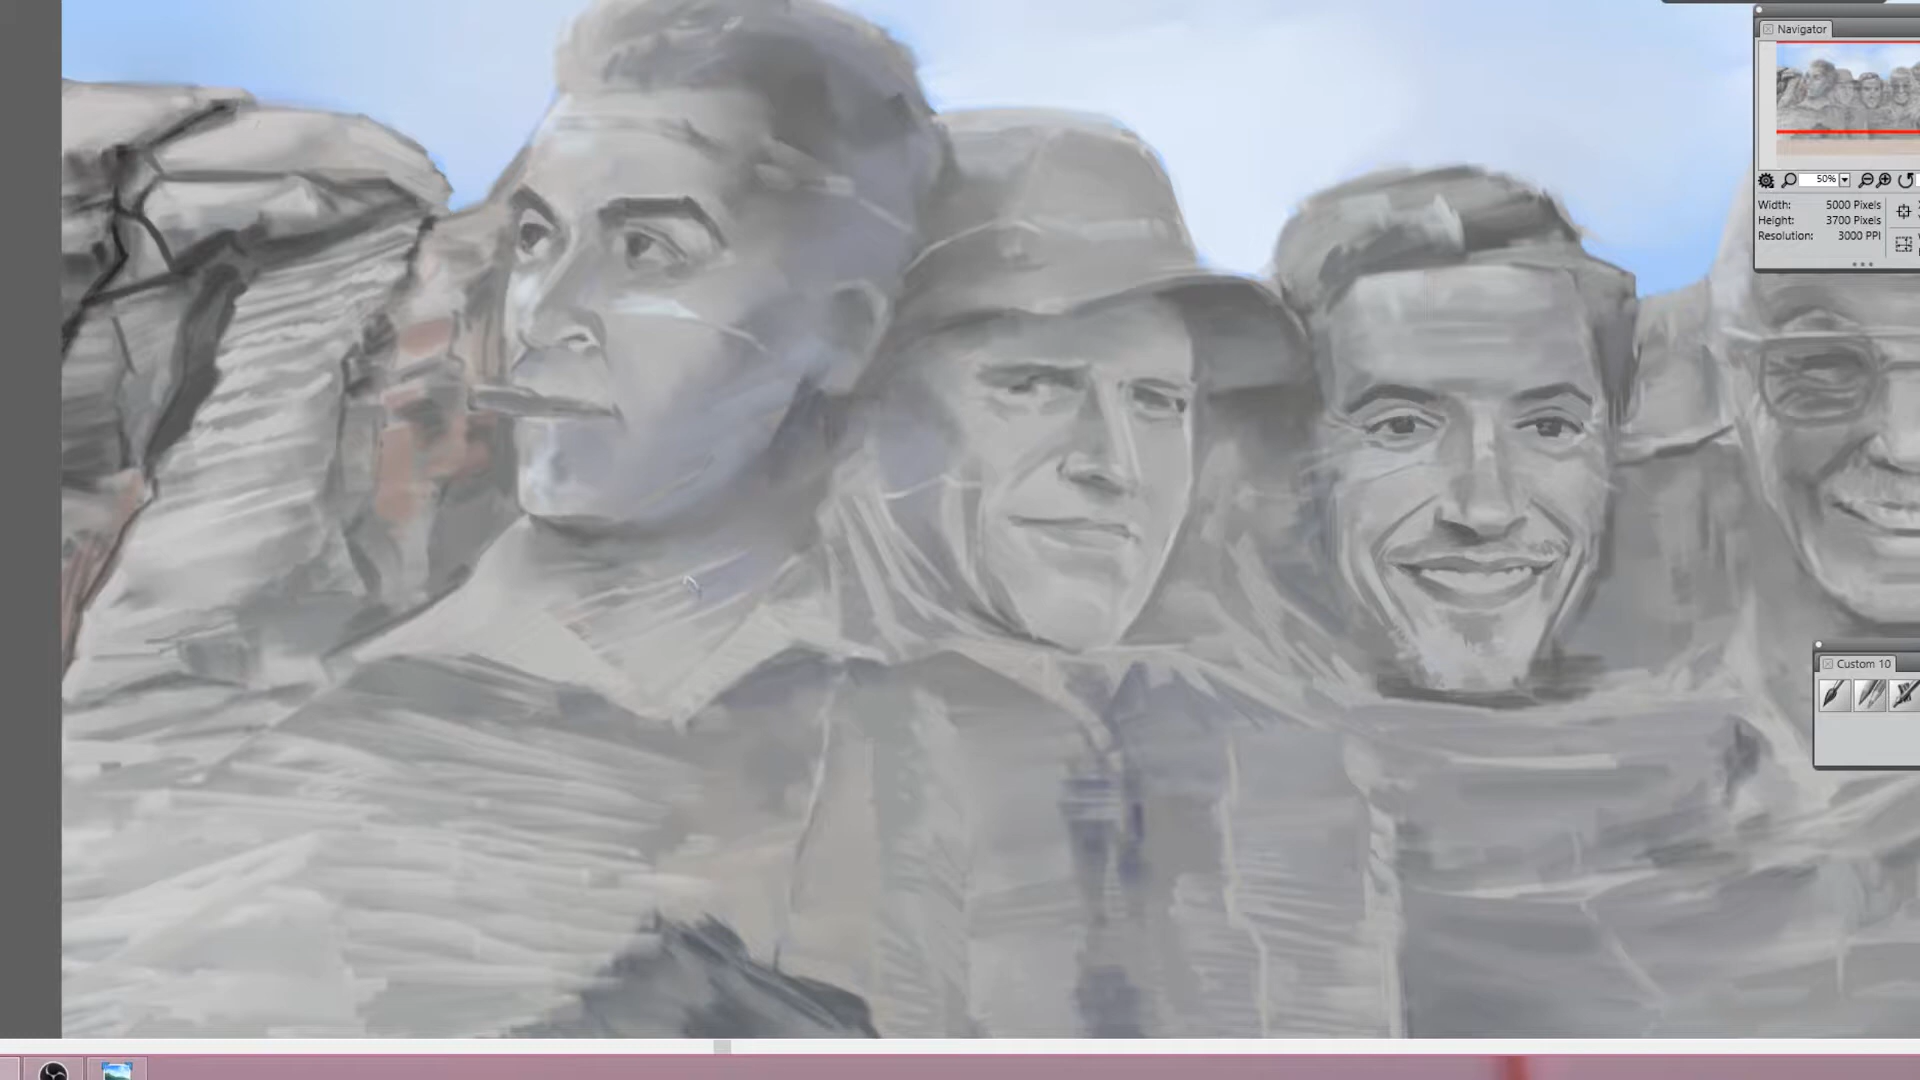 Navigator
50%
Width: 5000 Pixels
Height: 3700 Pixels
Resolution: 3000 PPI
Custom 10